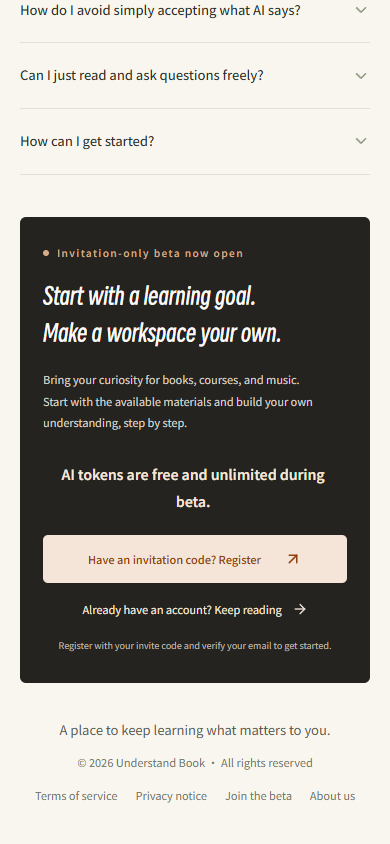 How do I avoid simply accepting what AI says?
Can I just read and ask questions freely?
How can I get started?
Invitation-only beta now open
Start with a learning goal.
Make a workspace your own.
Bring your curiosity for books, courses, and music.
Start with the available materials and build your own
understanding, step by step.
AI tokens are free and unlimited during
beta.
Have an invitation code? Register
Already have an account? Keep reading
Register with your invite code and verify your email to get started.
A place to keep learning what matters to you.
© 2026 Understand Book • All rights reserved
Terms of service Privacy notice Join the beta About us